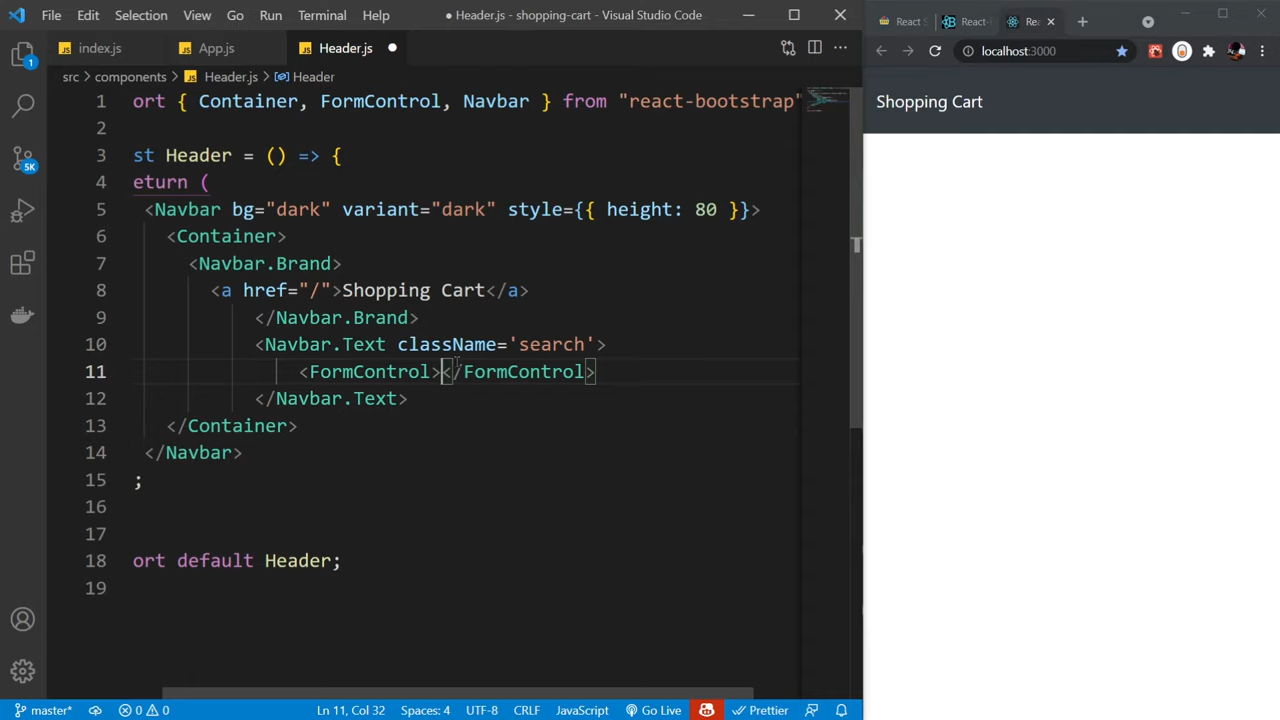 File Edit Selection View Go Run Terminal Help
● Header.js - shopping-cart - Visual Studio Code
React S
React-
Rea
index.js
App.js
Header.js
localhost:3000
src > components > Header.js > Header
Shopping Cart
1 ort { Container, FormControl, Navbar } from "react-bootstrap"
2
3 st Header = () => {
4 eturn (
5 <Navbar bg="dark" variant="dark" style={{ height: 80 }}>
6 <Container>
7 <Navbar.Brand>
8 <a href="/">Shopping Cart</a>
9 </Navbar.Brand>
10 <Navbar.Text className='search'>
11 <FormControl></FormControl>
12 </Navbar.Text>
13 </Container>
14 </Navbar>
15 ;
16
17
18 ort default Header;
19
1
5K
master* 0 0 Ln 11, Col 32 Spaces: 4 UTF-8 CRLF JavaScript Go Live Prettier